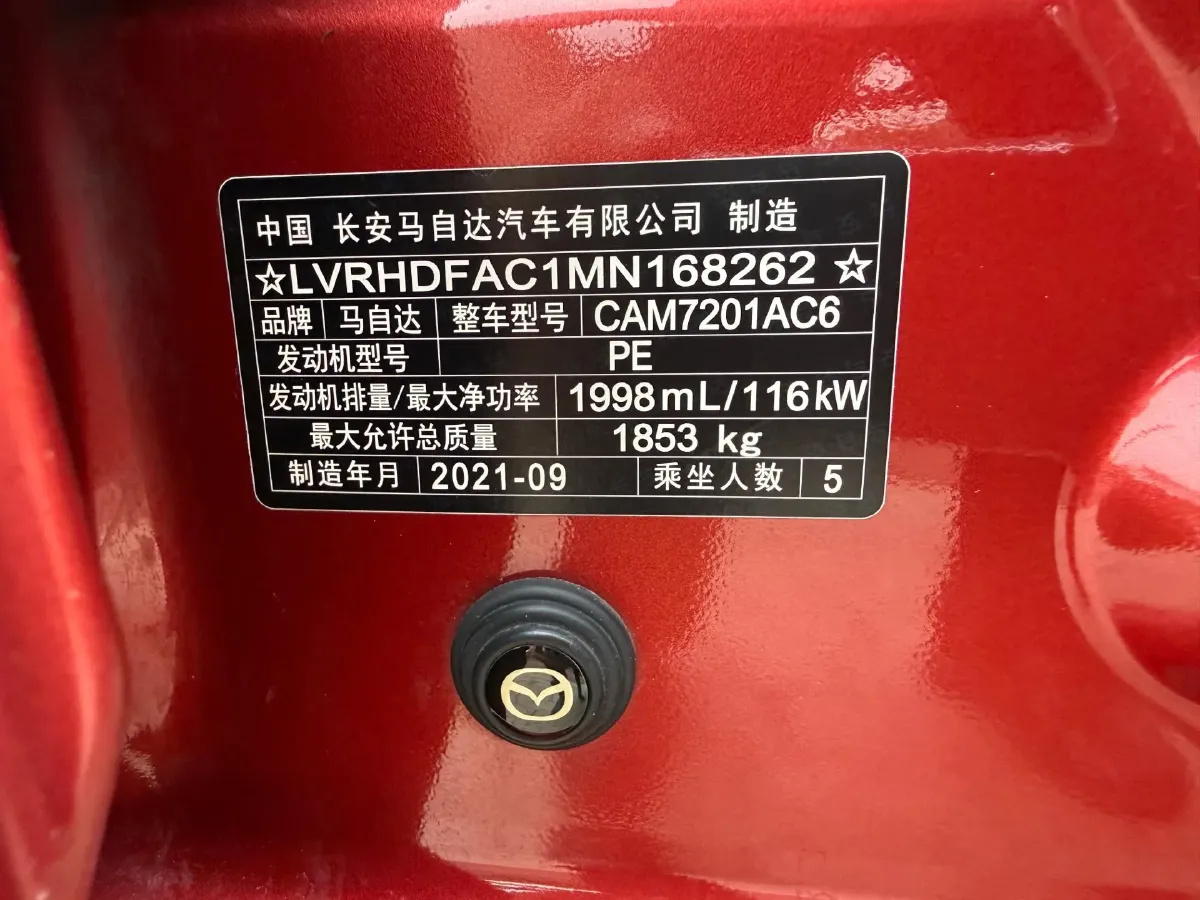 中国 长安马自达汽车有限公司 制造
☆LVRHDFAC1MN168262☆
品牌 马自达 整车型号 CAM7201AC6
发动机型号 PE
发动机排量/最大净功率 1998mL/116kW
最大允许总质量 1853 kg
制造年月 2021-09 乘坐人数 5